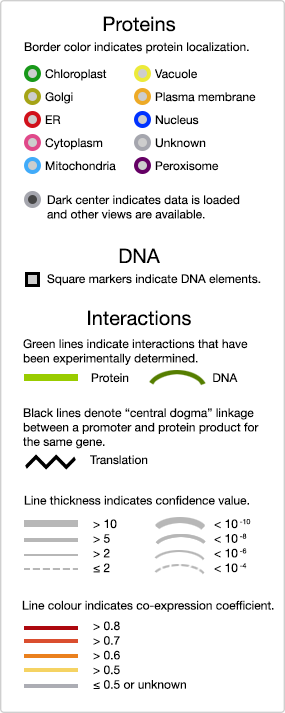 Proteins
Border color indicates protein localization.
Chloroplast Vacuole
Golgi Plasma membrane
ER Nucleus
Cytoplasm Unknown
Mitochondria Peroxisome
Dark center indicates data is loaded
and other views are available.
DNA
Square markers indicate DNA elements.
Interactions
Green lines indicate interactions that have
been experimentally determined.
Protein DNA
Black lines denote “central dogma” linkage
between a promoter and protein product for
the same gene.
Translation
Line thickness indicates confidence value.
> 10 < 10⁻¹⁰
> 5 < 10⁻⁸
> 2 < 10⁻⁶
≤ 2 < 10⁻⁴
Line colour indicates co-expression coefficient.
> 0.8
> 0.7
> 0.6
> 0.5
≤ 0.5 or unknown